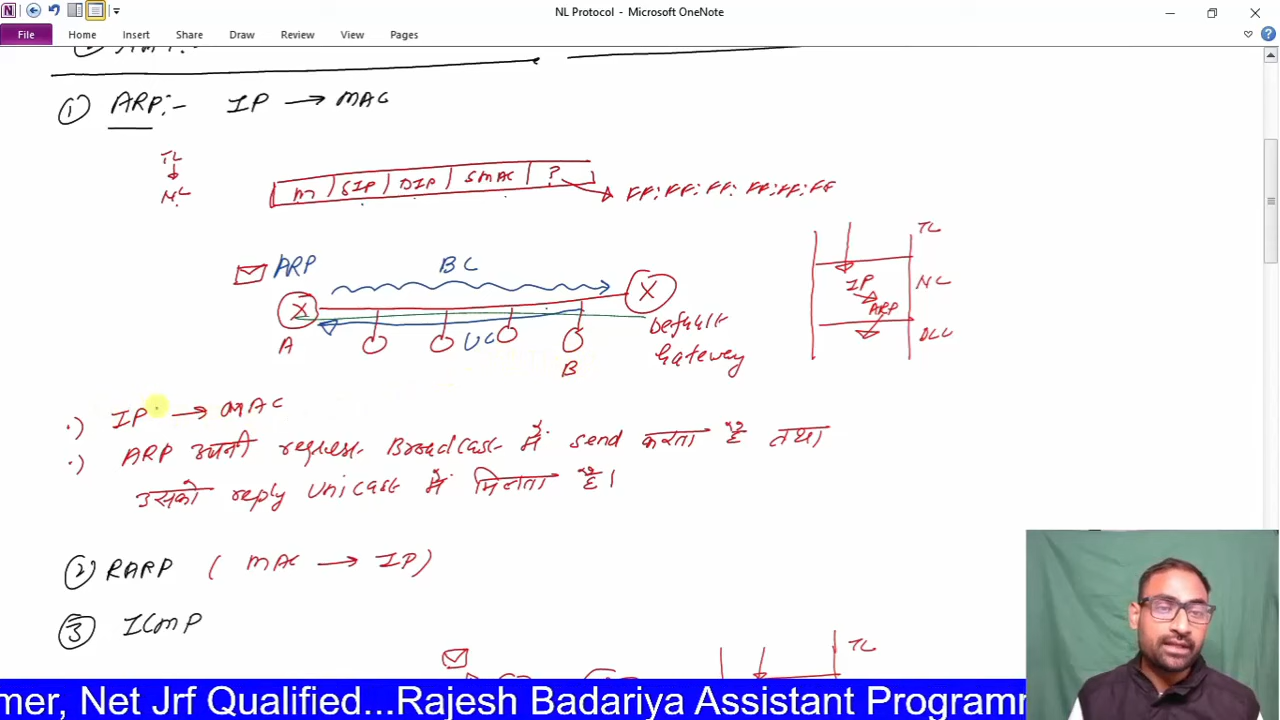 NL Protocol - Microsoft OneNote
File Home Insert Share Draw Review View Pages
① ARP:- IP → MAC
TL
NL
M SIP DIP SMAC ? FF:FF:FF:FF:FF:FF
TL
ARP BC
IP NL
X X ARP
Default
A UC DLL
Gateway
B
·) IP → MAC
·) ARP अपनी request Broadcast में send करता है तथा
उसको reply Unicast में मिलता है।
② RARP ( MAC → IP)
③ ICMP
TL
mer, Net Jrf Qualified...Rajesh Badariya Assistant Programm